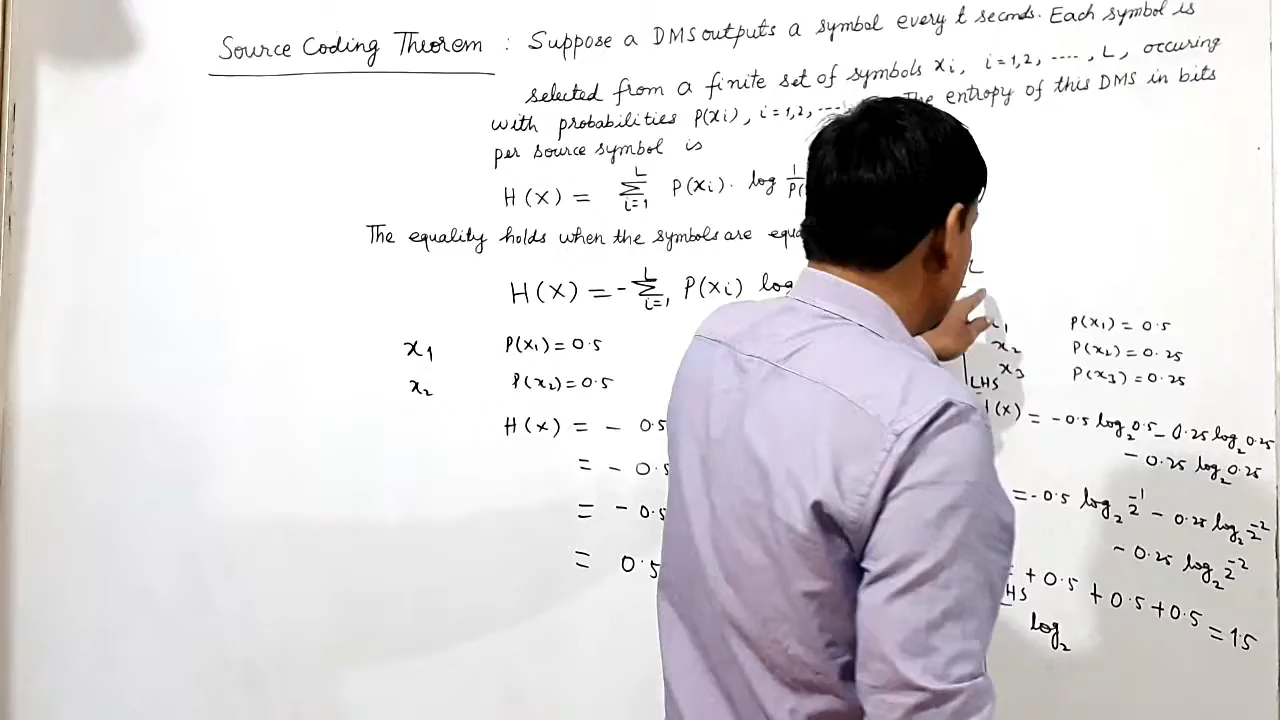 Source Coding Theorem : Suppose a DMS outputs a symbol every t seconds. Each symbol is
selected from a finite set of symbols xi, i=1,2, ...., L, occuring
with probabilities P(xi), i=1,2, ... The entropy of this DMS in bits
per source symbol is
H(X) = L Σ i=1 P(xi). log 1/P(
The equality holds when the symbols are
H(X) = - L Σ i=1 P(xi) log
L
x1 P(x1) = 0.5
x2 P(x2) = 0.5
H(X) = - 0.5
= - 0.5
= - 0.5
= 0.5
1 P(x1) = 0.5
x2 P(x2) = 0.25
x3 P(x3) = 0.25
LHS
(X) = -0.5 log2 0.5 - 0.25 log2 0.25
- 0.25 log2 0.25
= -0.5 log2 2^-1 - 0.25 log2 2^-2
- 0.25 log2 2^-2
= + 0.5 + 0.5 + 0.5 = 1.5
HS
log2